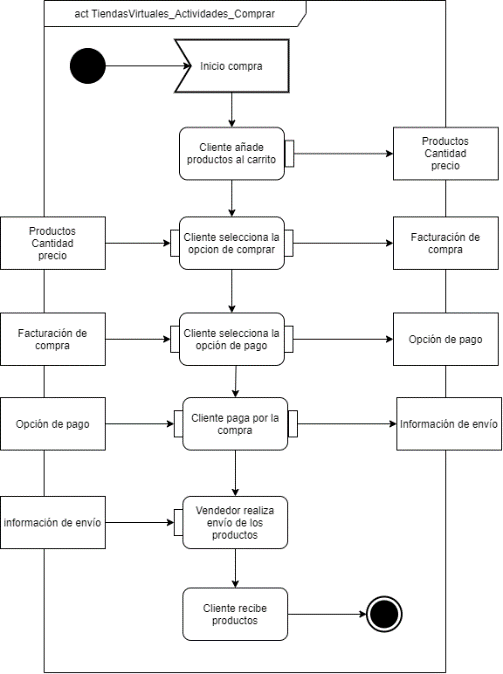 act TiendasVirtuales_Actividades_Comprar
Inicio compra
Cliente añade
productos al carrito
Productos
Cantidad
precio
Productos
Cantidad
precio
Cliente selecciona la
opcion de comprar
Facturación de
compra
Facturación de
compra
Cliente selecciona la
opción de pago
Opción de pago
Opción de pago
Cliente paga por la
compra
Información de envío
información de envío
Vendedor realiza
envío de los
productos
Cliente recibe
productos